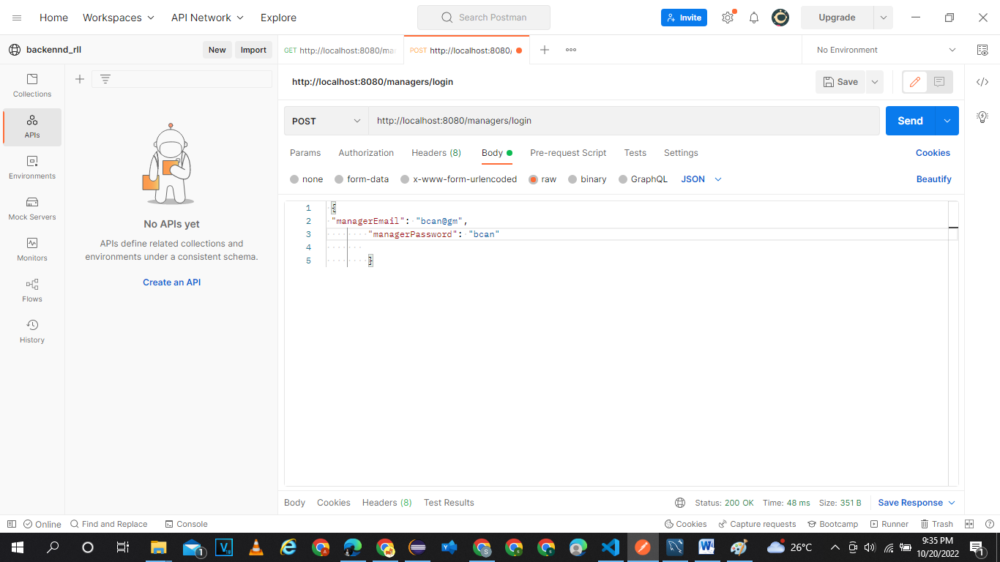 Home Workspaces API Network Explore Search Postman Invite Upgrade
backennd_rll New Import GET http://localhost:8080/ma POST http://localhost:8080/ No Environment
Collections
APIs
Environments
Mock Servers
Monitors
Flows
History
No APIs yet
APIs define related collections and
environments under a consistent schema.
Create an API
http://localhost:8080/managers/login Save
POST http://localhost:8080/managers/login Send
Params Authorization Headers (8) Body Pre-request Script Tests Settings Cookies
none form-data x-www-form-urlencoded raw binary GraphQL JSON Beautify
1 {
2 "managerEmail": "bcan@gm",
3 "managerPassword": "bcan"
4
5 }
Body Cookies Headers (8) Test Results Status: 200 OK Time: 48 ms Size: 351 B Save Response
Online Find and Replace Console Cookies Capture requests Bootcamp Runner Trash
26°C 9:35 PM
10/20/2022